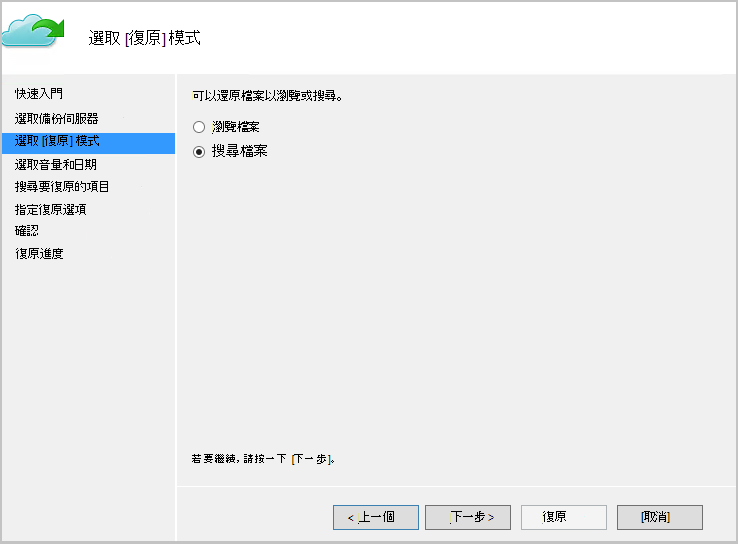 選取 [復原] 模式
快速入門
選取備份伺服器
選取 [復原] 模式
選取音量和日期
搜尋要復原的項目
指定復原選項
確認
復原進度
可以還原檔案以瀏覽或搜尋。
瀏覽檔案
搜尋檔案
若要繼續,請按一下 [下一步]。
< 上一個
下一步 >
復原
[取消]